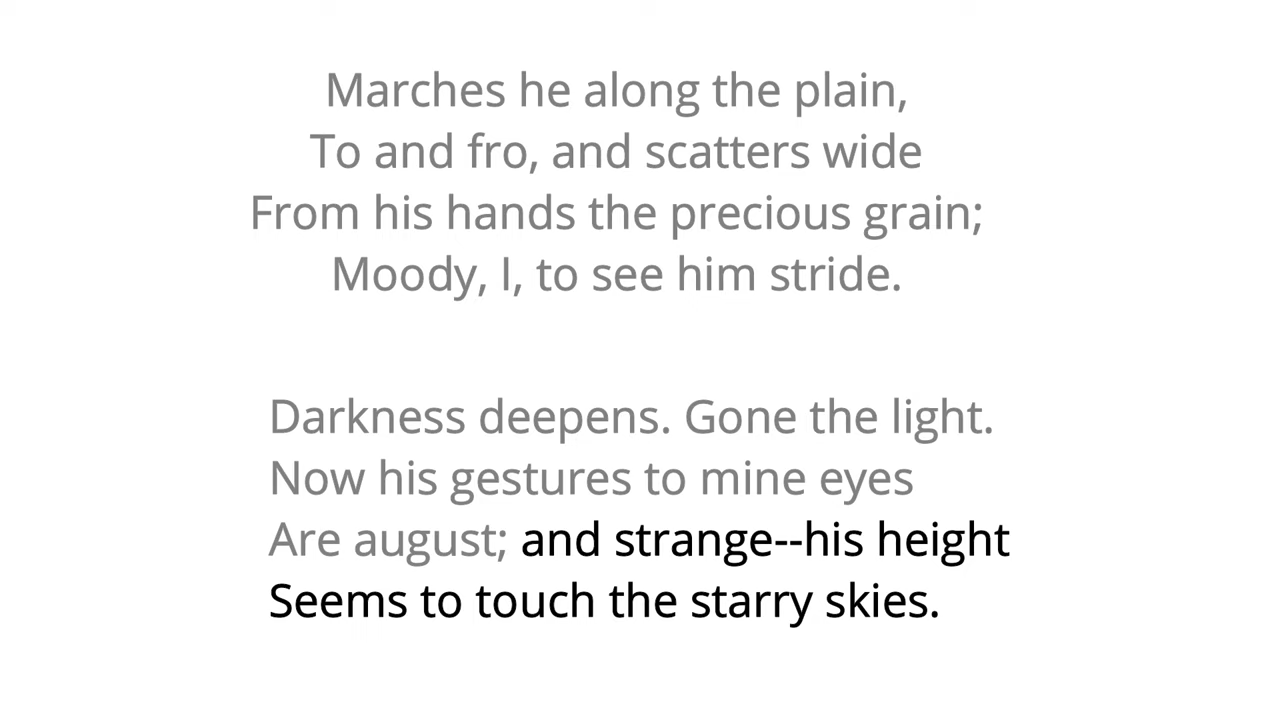 Marches he along the plain,
To and fro, and scatters wide
From his hands the precious grain;
Moody, I, to see him stride.
Darkness deepens. Gone the light.
Now his gestures to mine eyes
Are august; and strange--his height
Seems to touch the starry skies.